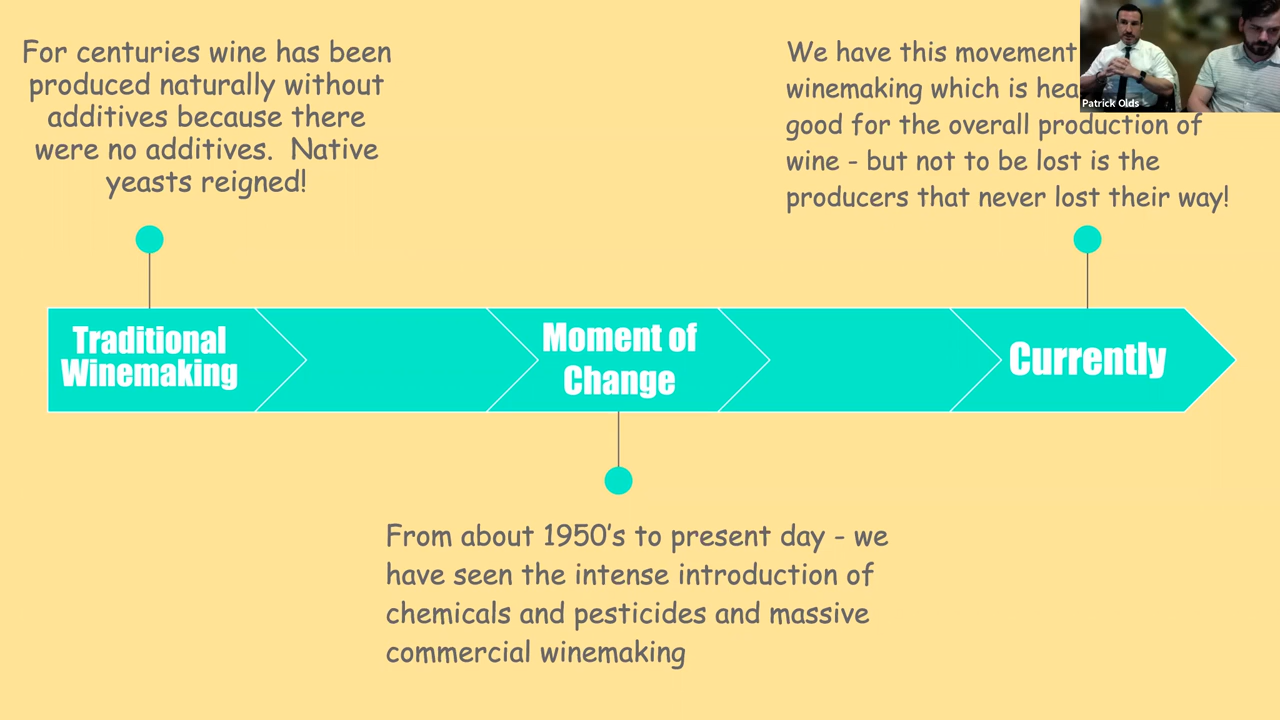 For centuries wine has been
produced naturally without
additives because there
were no additives.  Native
yeasts reigned!
We have this movement
winemaking which is
good for the overall production of
wine - but not to be lost is the
producers that never lost their way!
Patrick Olds
Traditional
Winemaking
Moment of
Change
Currently
From about 1950's to present day - we
have seen the intense introduction of
chemicals and pesticides and massive
commercial winemaking